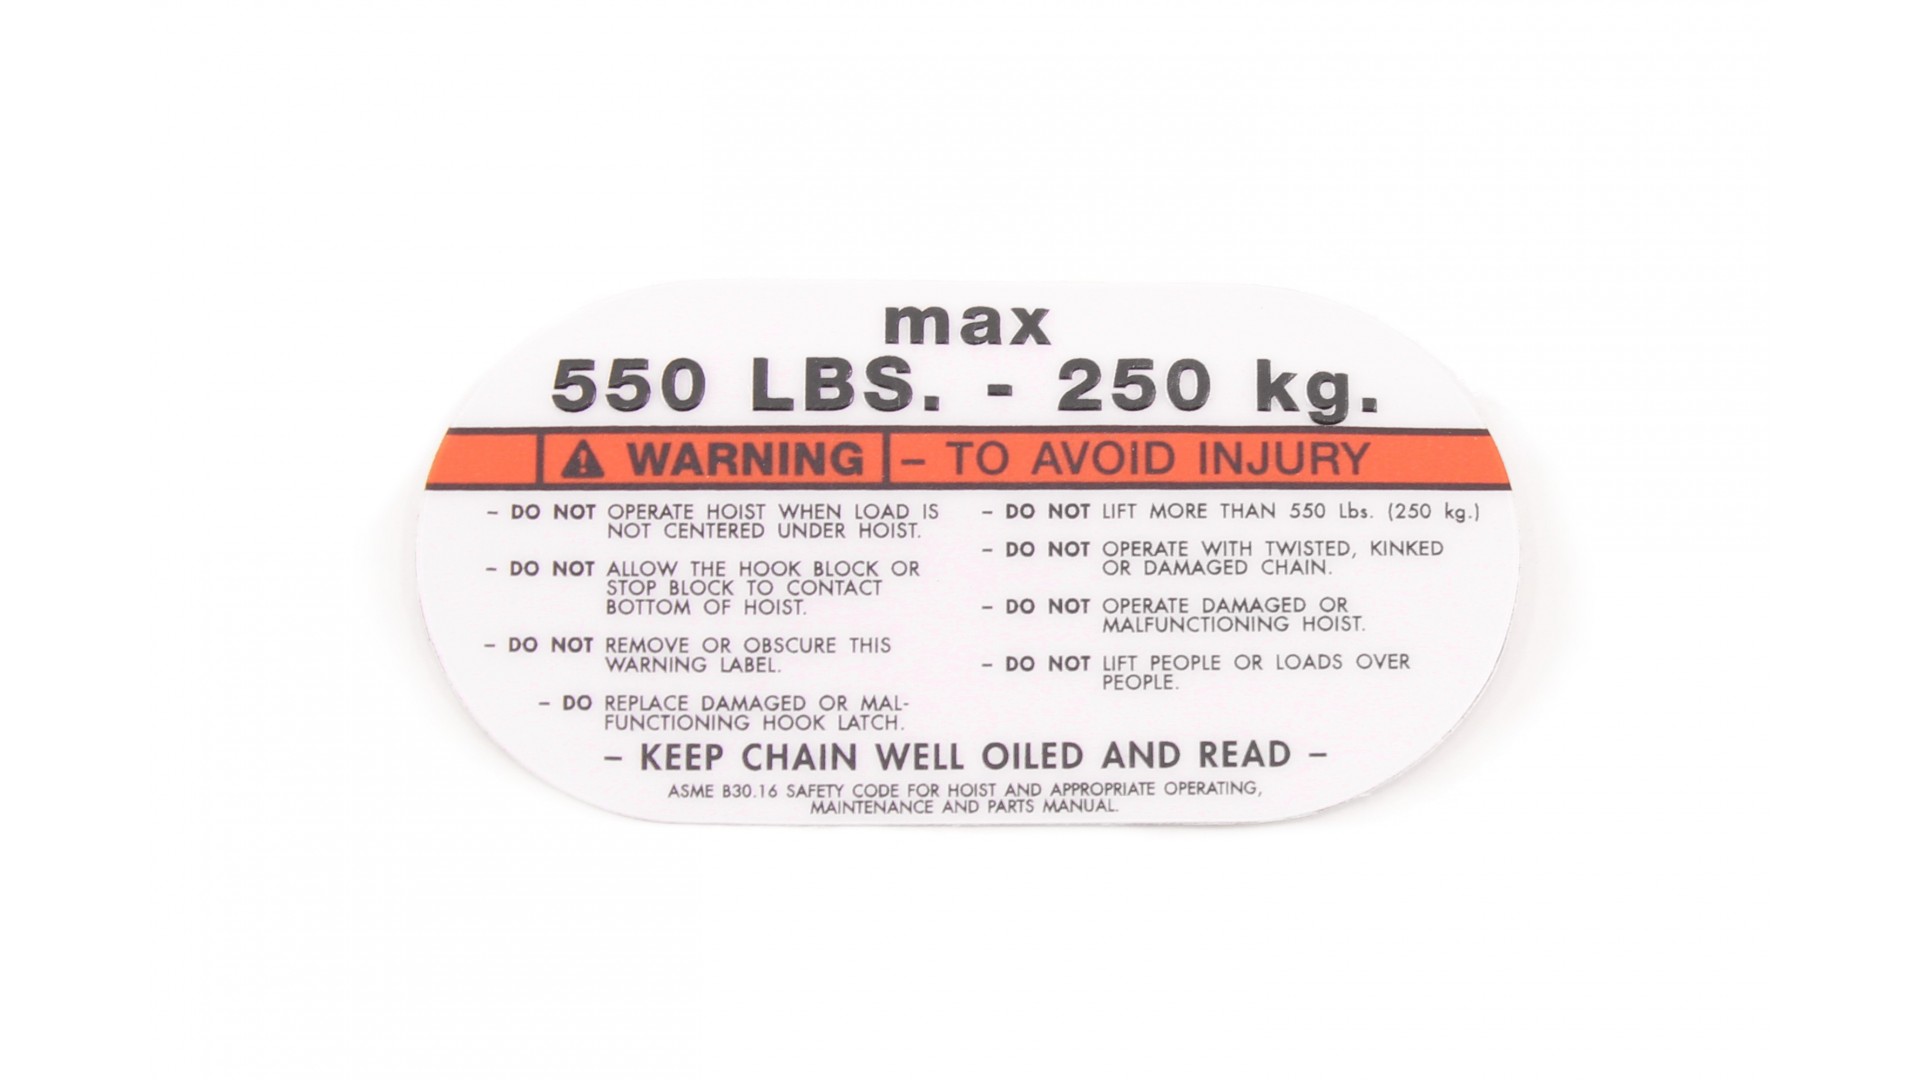 max
550 LBS. - 250 kg.
WARNING – TO AVOID INJURY
– DO NOT OPERATE HOIST WHEN LOAD IS
NOT CENTERED UNDER HOIST.
– DO NOT ALLOW THE HOOK BLOCK OR
STOP BLOCK TO CONTACT
BOTTOM OF HOIST.
– DO NOT REMOVE OR OBSCURE THIS
WARNING LABEL.
– DO REPLACE DAMAGED OR MAL-
FUNCTIONING HOOK LATCH.
– DO NOT LIFT MORE THAN 550 Lbs. (250 kg.)
– DO NOT OPERATE WITH TWISTED, KINKED
OR DAMAGED CHAIN.
– DO NOT OPERATE DAMAGED OR
MALFUNCTIONING HOIST.
– DO NOT LIFT PEOPLE OR LOADS OVER
PEOPLE.
– KEEP CHAIN WELL OILED AND READ –
ASME B30.16 SAFETY CODE FOR HOIST AND APPROPRIATE OPERATING,
MAINTENANCE AND PARTS MANUAL.